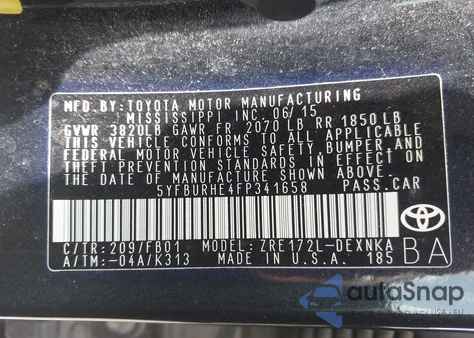 MFD BY: TOYOTA MOTOR MANUFACTURING
MISSISSIPPI INC. 06/15
GVWR 3820LB GAWR FR 2070 LB RR 1850 LB
THIS VEHICLE CONFORMS TO ALL APPLICABLE
FEDERAL MOTOR VEHICLE SAFETY, BUMPER, AND
THEFT PREVENTION STANDARDS IN EFFECT ON
THE DATE OF MANUFACTURE SHOWN ABOVE.
5YFBURHE4FP341658 PASS.CAR
C/TR: 209/FB01 MODEL: ZRE172L-DEXNKA
A/TM: -04A/K313 MADE IN U.S.A. 185 BA
TOYOTA
autoSnap